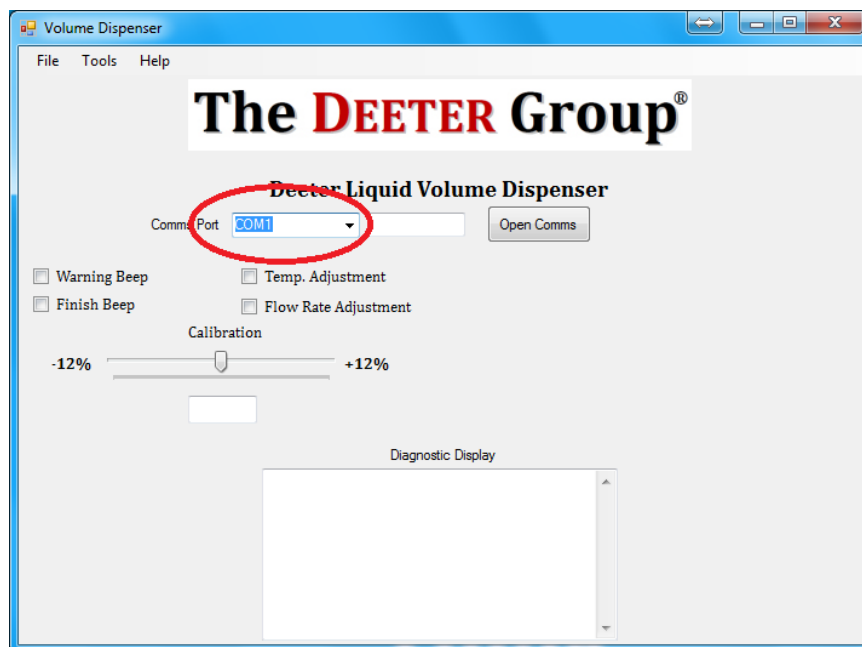 Volume Dispenser
File Tools Help
The DEETER Group®
Deeter Liquid Volume Dispenser
Comms Port COM1 Open Comms
Warning Beep Temp. Adjustment
Finish Beep Flow Rate Adjustment
Calibration
-12% +12%
Diagnostic Display